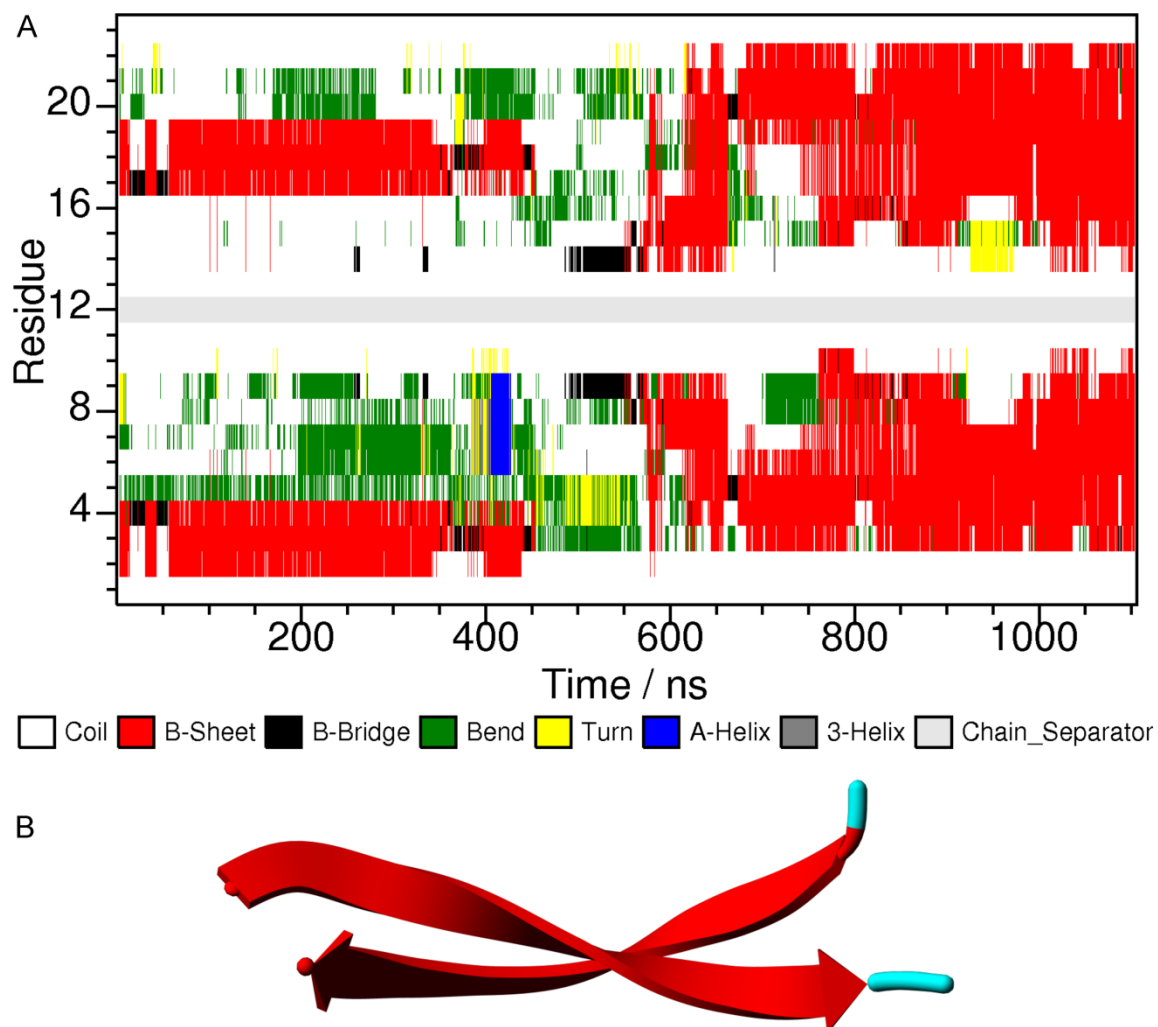 A
20
16
12
8
4
Residue
200 400 600 800 1000
Time / ns
Coil B-Sheet B-Bridge Bend Turn A-Helix 3-Helix Chain_Separator
B